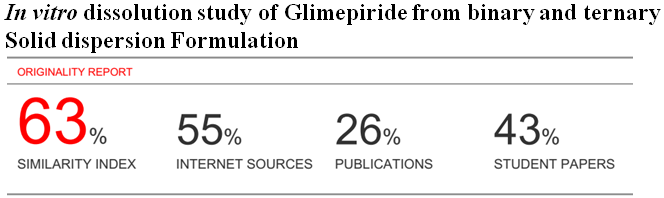 In vitro dissolution study of Glimepiride from binary and ternary
Solid dispersion Formulation
ORIGINALITY REPORT
63% 55% 26% 43%
SIMILARITY INDEX INTERNET SOURCES PUBLICATIONS STUDENT PAPERS